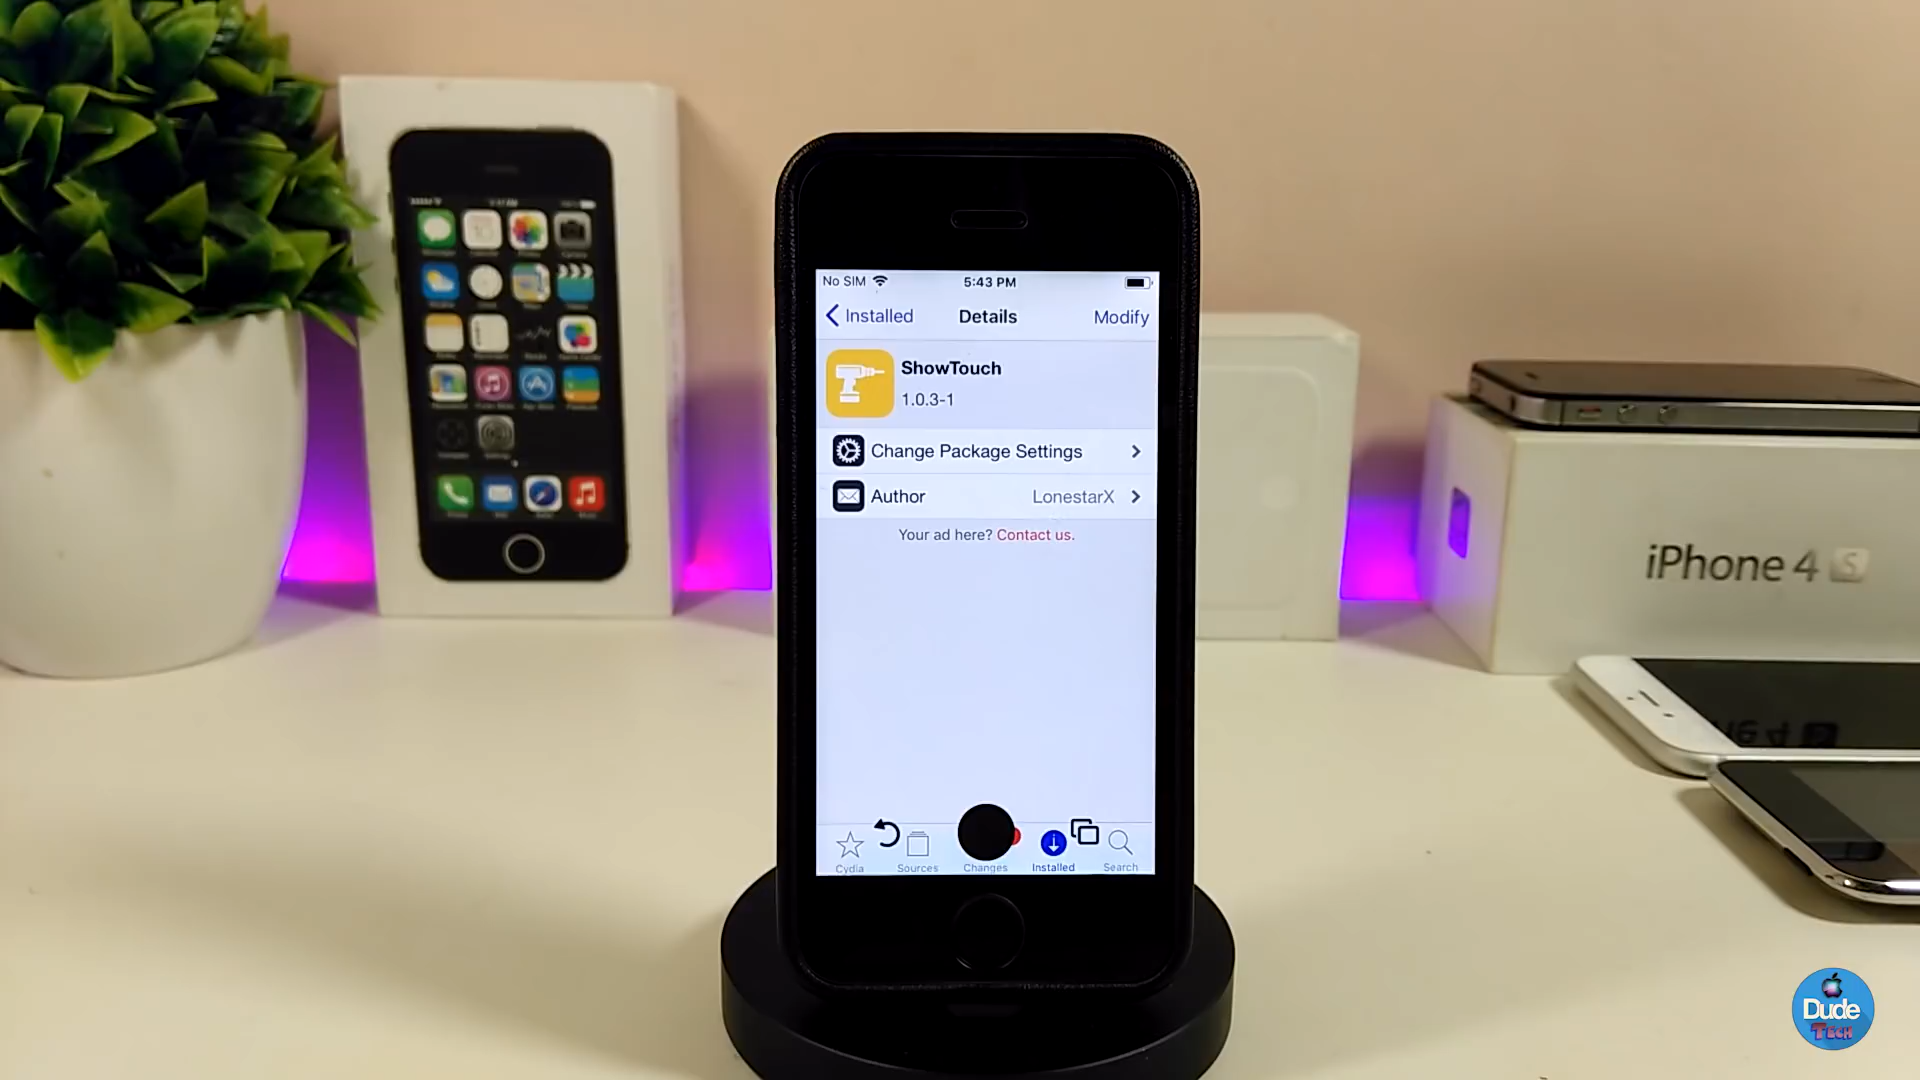 No SIM
5:43 PM
Installed
Details
Modify
ShowTouch
1.0.3-1
Change Package Settings
Author
LonestarX
Your ad here? Contact us.
Cydia
Sources
Changes
Installed
Search
iPhone 4 S
Dude
TECH